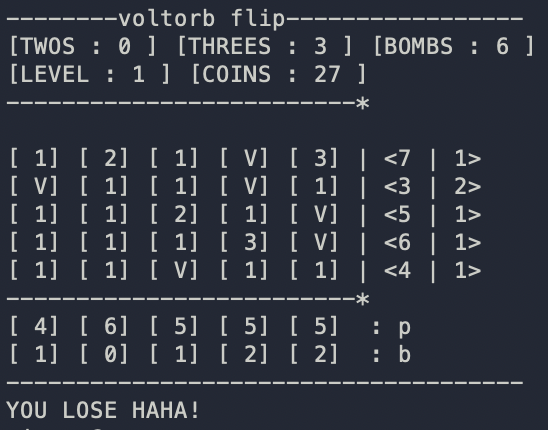 --------voltorb flip-----------------
[TWOS : 0 ] [THREES : 3 ] [BOMBS : 6 ]
[LEVEL : 1 ] [COINS : 27 ]
-------------------------*
[ 1] [ 2] [ 1] [ V] [ 3] | <7 | 1>
[ V] [ 1] [ 1] [ V] [ 1] | <3 | 2>
[ 1] [ 1] [ 2] [ 1] [ V] | <5 | 1>
[ 1] [ 1] [ 1] [ 3] [ V] | <6 | 1>
[ 1] [ 1] [ V] [ 1] [ 1] | <4 | 1>
-------------------------*
[ 4] [ 6] [ 5] [ 5] [ 5]  : p
[ 1] [ 0] [ 1] [ 2] [ 2]  : b
-------------------------------------
YOU LOSE HAHA!